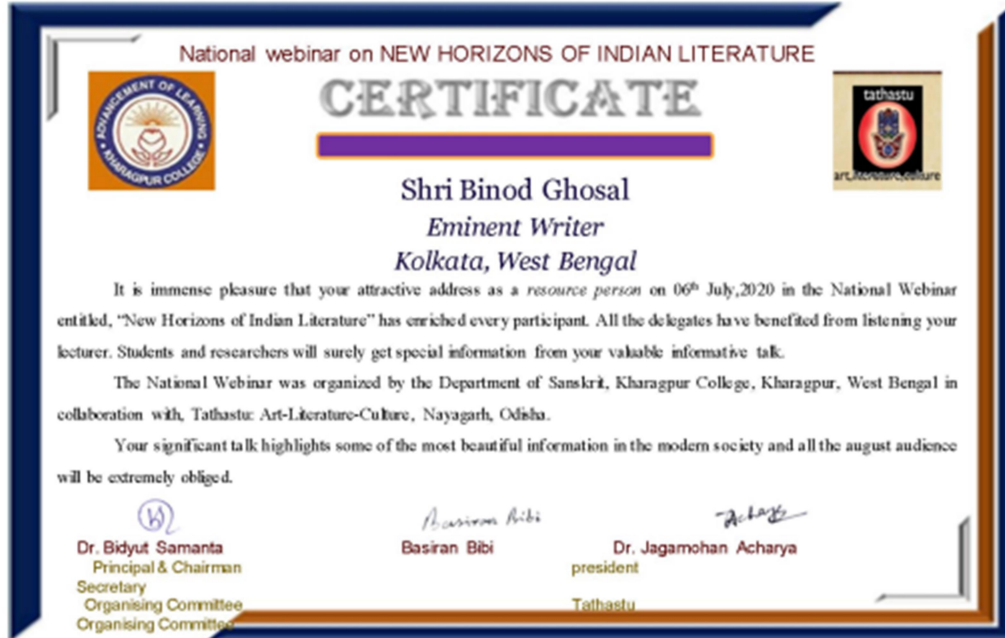 National webinar on NEW HORIZONS OF INDIAN LITERATURE
CERTIFICATE
ADVANCEMENT OF LEARNING
KHARAGPUR COLLEGE
tathastu
art,literature,culture
Shri Binod Ghosal
Eminent Writer
Kolkata, West Bengal
It is immense pleasure that your attractive address as a resource person on 06th July,2020 in the National Webinar
entitled, “New Horizons of Indian Literature” has enriched every participant. All the delegates have benefited from listening your
lecturer. Students and researchers will surely get special information from your valuable informative talk.
The National Webinar was organized by the Department of Sanskrit, Kharagpur College, Kharagpur, West Bengal in
collaboration with, Tathastu: Art-Literature-Culture, Nayagarh, Odisha.
Your significant talk highlights some of the most beautiful information in the modern society and all the august audience
will be extremely obliged.
Basiran Bibi
Dr. Bidyut Samanta Basiran Bibi Dr. Jagamohan Acharya
Principal & Chairman president
Secretary
Organising Committee Tathastu
Organising Committee